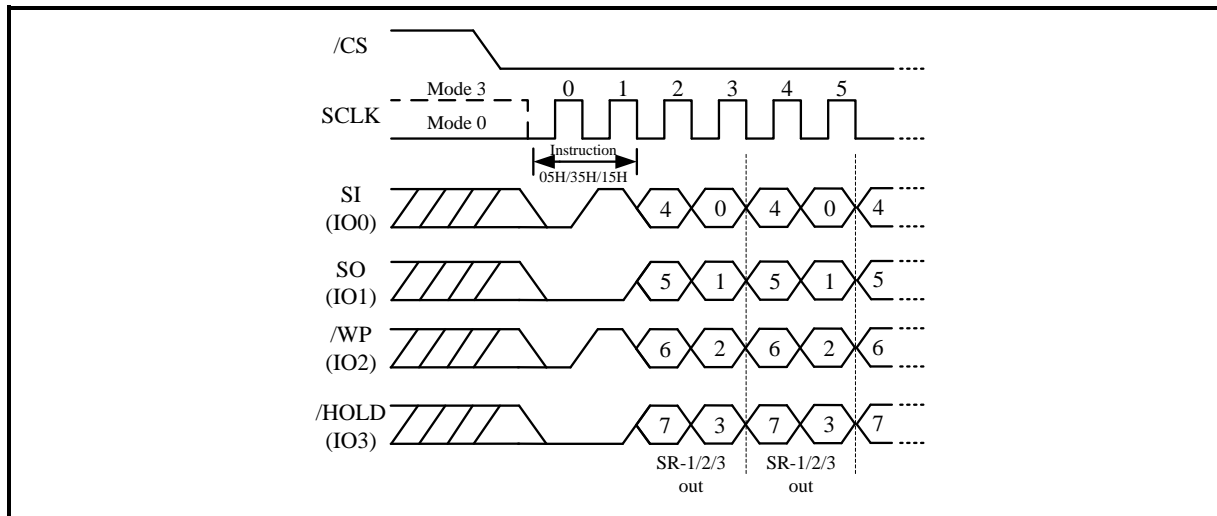 /CS
Mode 3
0 1 2 3 4 5
SCLK
Mode 0
Instruction
05H/35H/15H
SI
(IO0)
4 0 4 0 4
SO
(IO1)
5 1 5 1 5
/WP
(IO2)
6 2 6 2 6
/HOLD
(IO3)
7 3 7 3 7
SR-1/2/3
out
SR-1/2/3
out